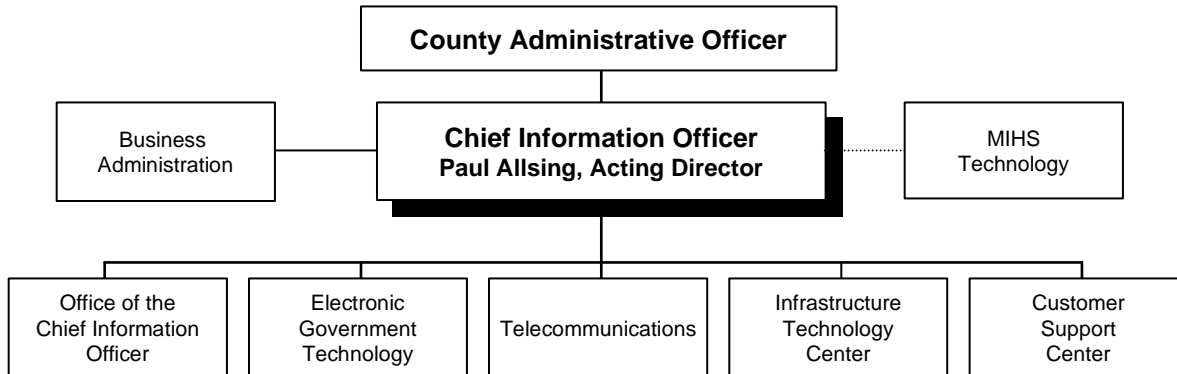 County Administrative Officer
Business
Administration
Chief Information Officer
Paul Allsing, Acting Director
MIHS
Technology
Office of the
Chief Information
Officer
Electronic
Government
Technology
Telecommunications
Infrastructure
Technology
Center
Customer
Support
Center